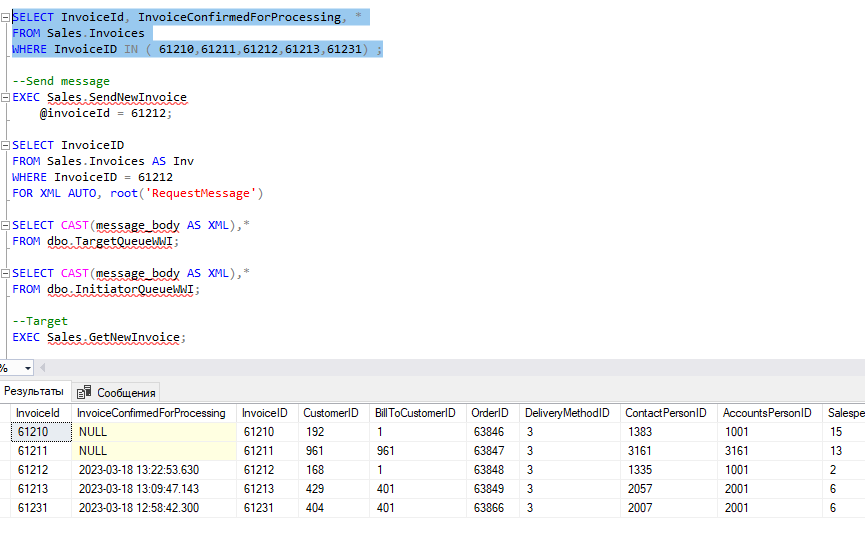 SELECT InvoiceId, InvoiceConfirmedForProcessing, *
FROM Sales.Invoices
WHERE InvoiceID IN ( 61210,61211,61212,61213,61231) ;
--Send message
EXEC Sales.SendNewInvoice
@invoiceId = 61212;
SELECT InvoiceID
FROM Sales.Invoices AS Inv
WHERE InvoiceID = 61212
FOR XML AUTO, root('RequestMessage')
SELECT CAST(message_body AS XML),*
FROM dbo.TargetQueueWWI;
SELECT CAST(message_body AS XML),*
FROM dbo.InitiatorQueueWWI;
--Target
EXEC Sales.GetNewInvoice;
%
Результаты Сообщения
InvoiceId InvoiceConfirmedForProcessing InvoiceID CustomerID BillToCustomerID OrderID DeliveryMethodID ContactPersonID AccountsPersonID Salespe
61210 NULL 61210 192 1 63846 3 1383 1001 15
61211 NULL 61211 961 961 63847 3 3161 3161 13
61212 2023-03-18 13:22:53.630 61212 168 1 63848 3 1335 1001 2
61213 2023-03-18 13:09:47.143 61213 429 401 63849 3 2057 2001 6
61231 2023-03-18 12:58:42.300 61231 404 401 63866 3 2007 2001 6